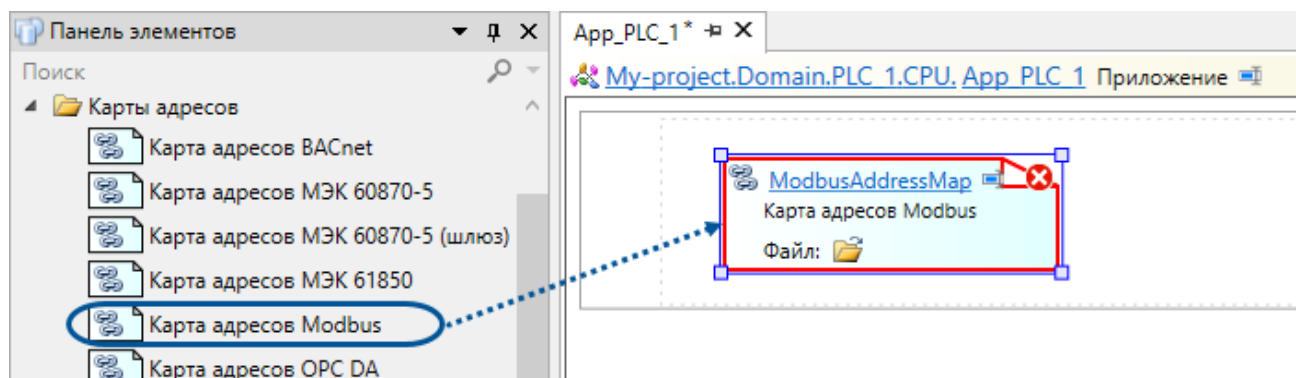 Панель элементов
Поиск
Карты адресов
Карта адресов BACnet
Карта адресов МЭК 60870-5
Карта адресов МЭК 60870-5 (шлюз)
Карта адресов МЭК 61850
Карта адресов Modbus
Карта адресов OPC DA
App_PLC_1*
My-project.Domain.PLC_1.CPU. App_PLC_1 Приложение
ModbusAddressMap
Карта адресов Modbus
Файл: